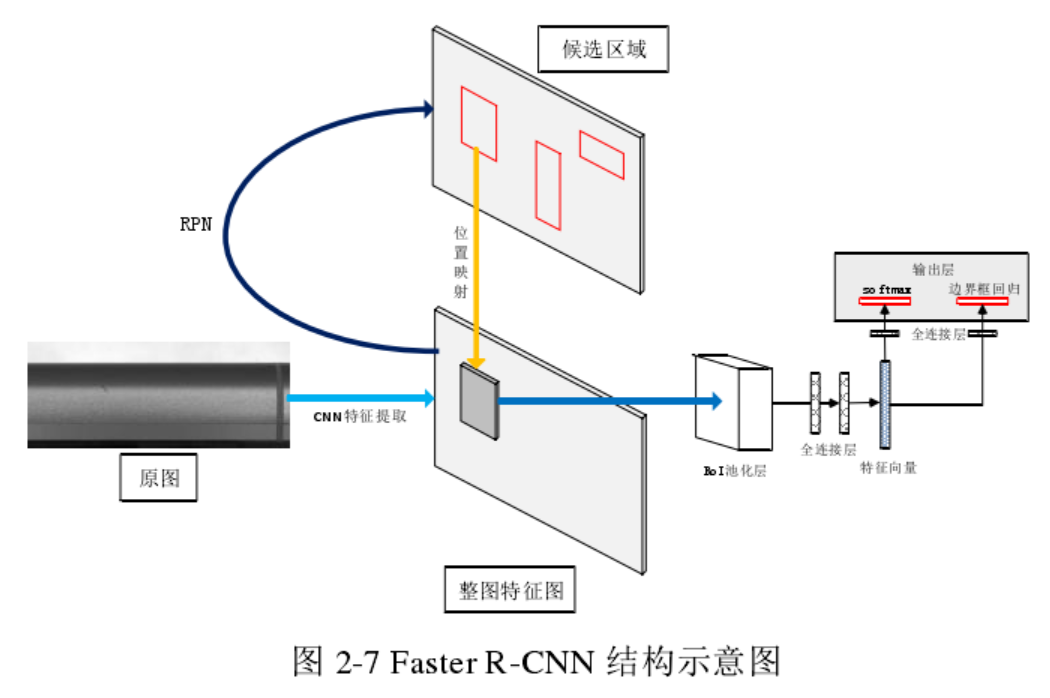 候选区域
RPN
位置映射
输出层
softmax
边界框回归
全连接层
CNN特征提取
原图
RoI池化层
全连接层
特征向量
整图特征图
图 2-7 Faster R-CNN 结构示意图